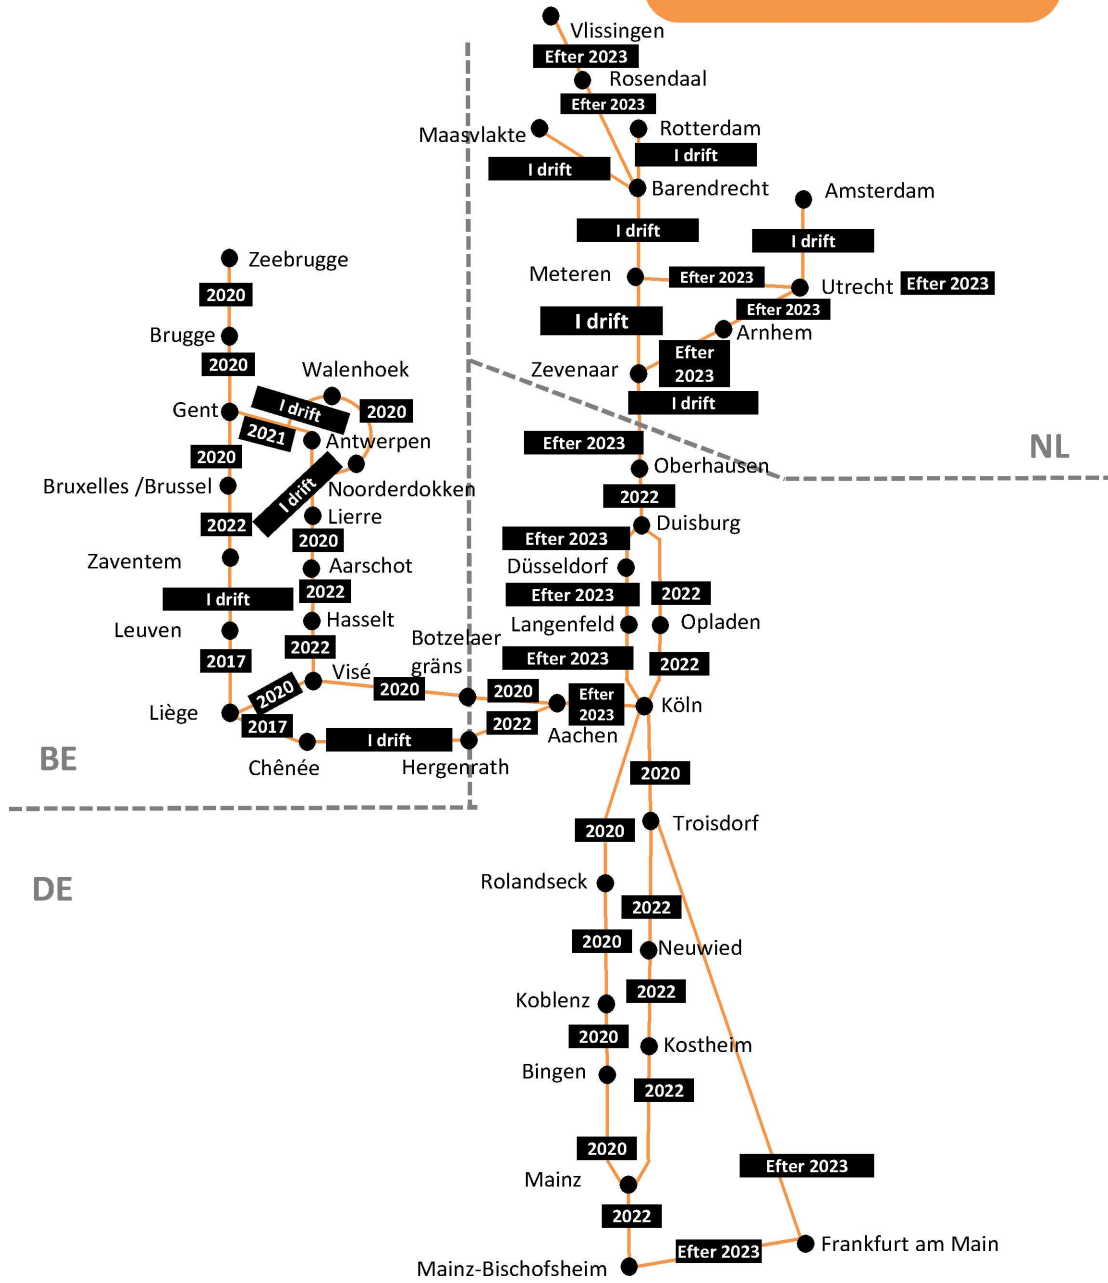 Vlissingen
Efter 2023
Rosendaal
Efter 2023
Maasvlakte
Rotterdam
I drift
I drift
Barendrecht
Amsterdam
I drift
I drift
Zeebrugge
Meteren
Efter 2023
Utrecht
Efter 2023
2020
Efter 2023
I drift
Brugge
Arnhem
2020
Efter
2023
Walenhoek
Zevenaar
I drift
Gent
I drift
2020
2021
Antwerpen
Efter 2023
NL
2020
Oberhausen
Bruxelles /Brussel
I drift
Noorderdokken
2022
Lierre
2022
Duisburg
2020
Efter 2023
Zaventem
Aarschot
Düsseldorf
2022
Efter 2023
2022
I drift
Hasselt
Langenfeld
Opladen
Leuven
2022
Botzelaer
gräns
Efter 2023
2022
2017
Visé
2020
2020
2020
Efter
2023
Köln
Liège
2017
2022
Aachen
I drift
BE
Chênée
Hergenrath
2020
2020
Troisdorf
DE
Rolandseck
2022
2020
Neuwied
2022
Koblenz
2020
Kostheim
Bingen
2022
2020
Efter 2023
Mainz
2022
Efter 2023
Frankfurt am Main
Mainz-Bischofsheim